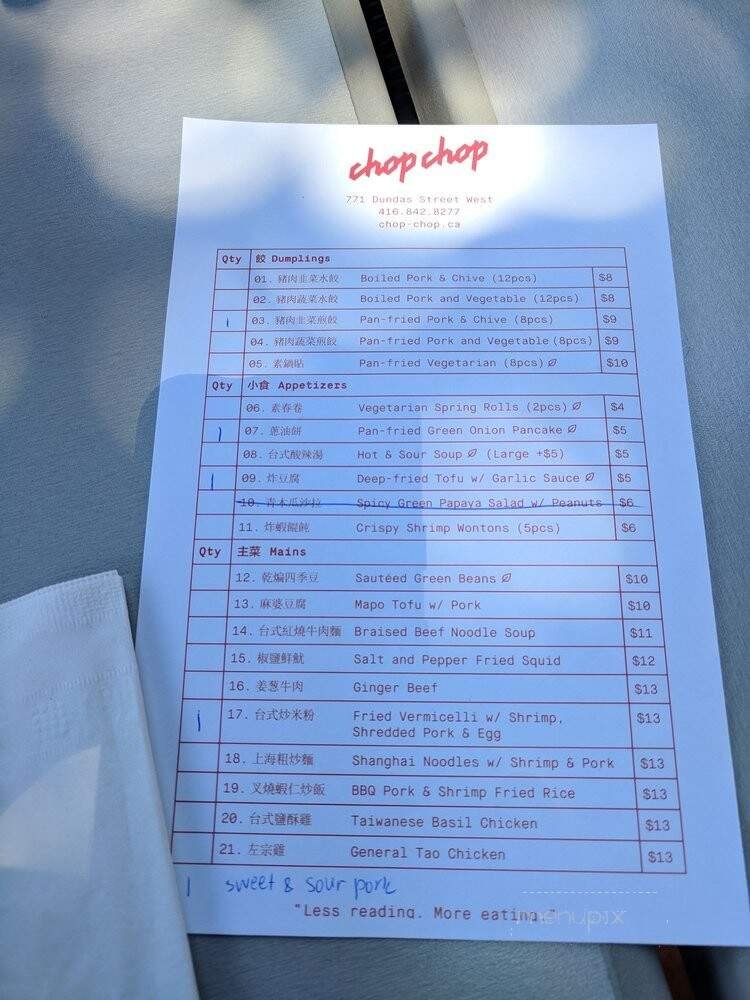 chop chop
771 Dundas Street West
416.842.8277
chop-chop.ca
Qty 餃 Dumplings
01. 豬肉韭菜水餃 Boiled Pork & Chive (12pcs) $8
02. 豬肉蔬菜水餃 Boiled Pork and Vegetable (12pcs) $8
1 03. 豬肉韭菜煎餃 Pan-fried Pork & Chive (8pcs) $9
04. 豬肉蔬菜煎餃 Pan-fried Pork and Vegetable (8pcs) $9
05. 素鍋貼 Pan-fried Vegetarian (8pcs) $10
Qty 小食 Appetizers
06. 素春卷 Vegetarian Spring Rolls (2pcs) $4
1 07. 蔥油餅 Pan-fried Green Onion Pancake $5
08. 台式酸辣湯 Hot & Sour Soup (Large +$5) $5
1 09. 炸豆腐 Deep-fried Tofu w/ Garlic Sauce $5
10. 青木瓜沙拉 Spicy Green Papaya Salad w/ Peanuts $6
11. 炸蝦餛飩 Crispy Shrimp Wontons (5pcs) $6
Qty 主菜 Mains
12. 乾煸四季豆 Sautéed Green Beans $10
13. 麻婆豆腐 Mapo Tofu w/ Pork $10
14. 台式紅燒牛肉麵 Braised Beef Noodle Soup $11
15. 椒鹽鮮魷 Salt and Pepper Fried Squid $12
16. 姜葱牛肉 Ginger Beef $13
1 17. 台式炒米粉 Fried Vermicelli w/ Shrimp, $13
Shredded Pork & Egg
18. 上海粗炒麵 Shanghai Noodles w/ Shrimp & Pork $13
19. 叉燒蝦仁炒飯 BBQ Pork & Shrimp Fried Rice $13
20. 台式鹽酥雞 Taiwanese Basil Chicken $13
21. 左宗雞 General Tao Chicken $13
1 sweet & sour pork
"Less reading. More eating."
menupix